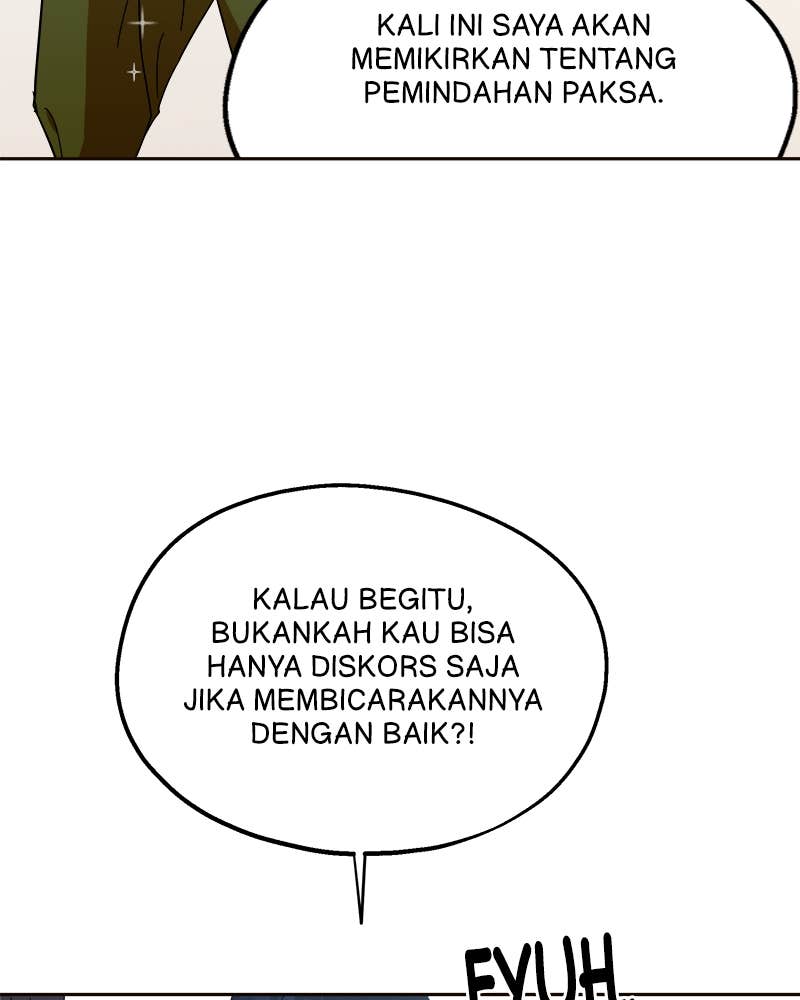 KALI INI SAYA AKAN
MEMIKIRKAN TENTANG
PEMINDAHAN PAKSA.
KALAU BEGITU,
BUKANKAH KAU BISA
HANYA DISKORS SAJA
JIKA MEMBICARAKANNYA
DENGAN BAIK?!
FYUH..